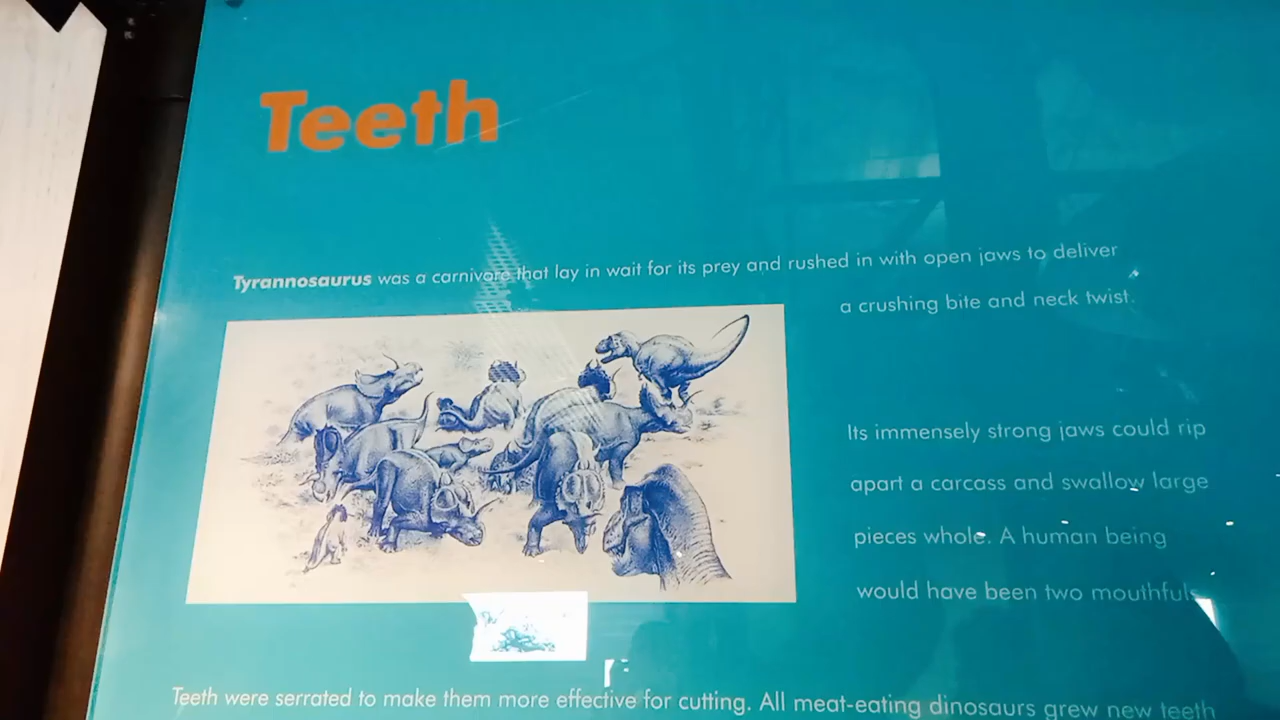 Teeth
Tyrannosaurus was a carnivore that lay in wait for its prey and rushed in with open jaws to deliver
a crushing bite and neck twist.
Its immensely strong jaws could rip
apart a carcass and swallow large
pieces whole. A human being
would have been two mouthfuls
Teeth were serrated to make them more effective for cutting. All meat-eating dinosaurs grew new teeth